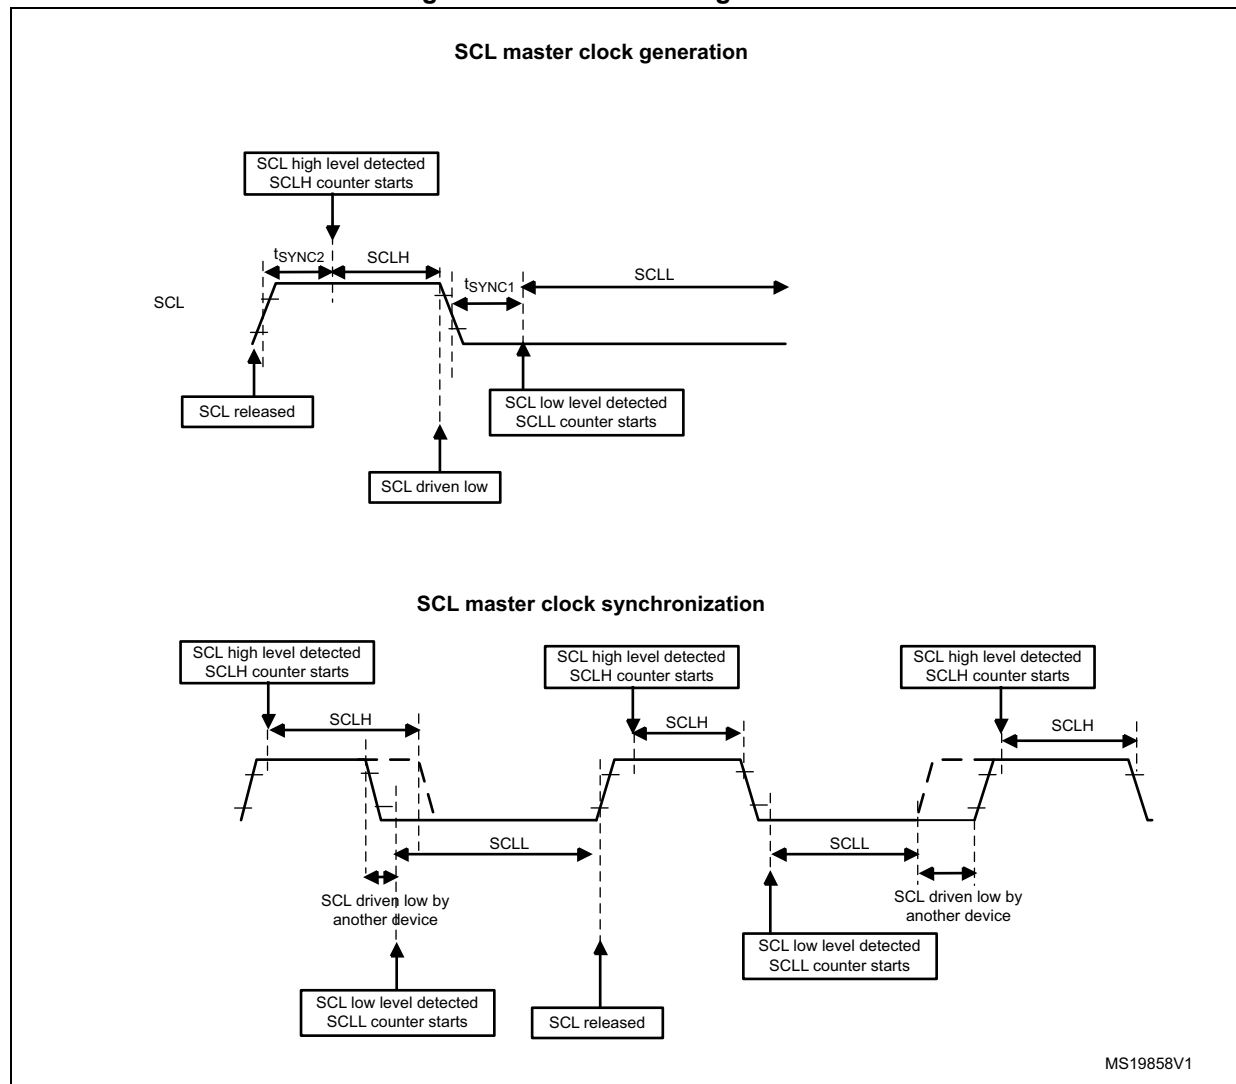 SCL master clock generation
SCL high level detected
SCLH counter starts
tSYNC2
SCLH
SCLL
tSYNC1
SCL
SCL released
SCL low level detected
SCLL counter starts
SCL driven low
SCL master clock synchronization
SCL high level detected
SCLH counter starts
SCL high level detected
SCLH counter starts
SCL high level detected
SCLH counter starts
SCLH
SCLH
SCLH
SCLL
SCLL
SCL driven low by
another device
SCL driven low by
another device
SCL low level detected
SCLL counter starts
SCL low level detected
SCLL counter starts
SCL released
MS19858V1